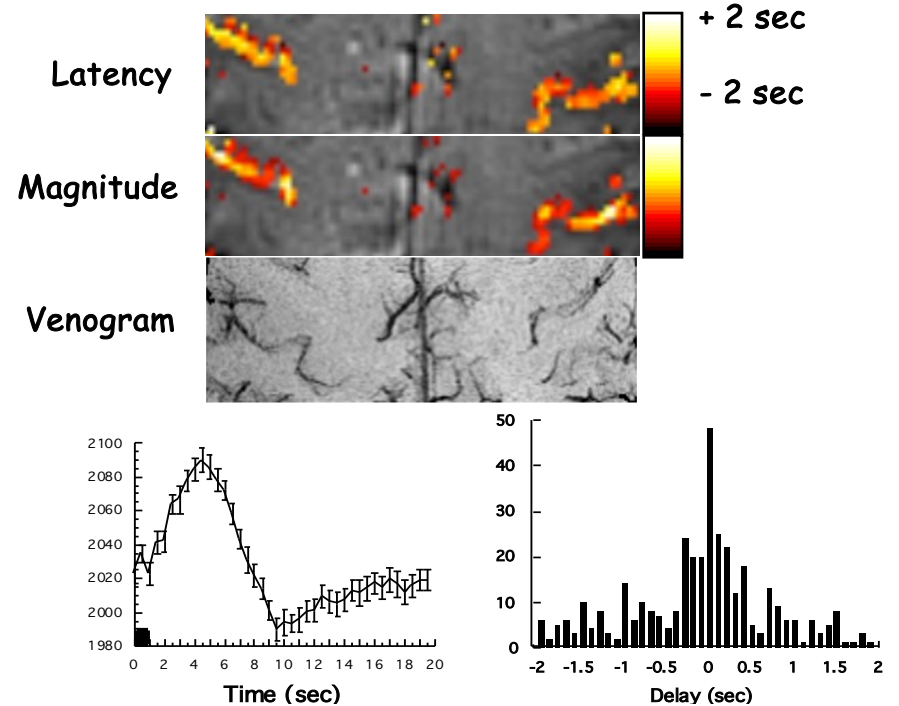 + 2 sec
Latency
- 2 sec
Magnitude
Venogram
2100
2080
2060
2040
2020
2000
1980
0 2 4 6 8 10 12 14 16 18 20
Time (sec)
50
40
30
20
10
0
-2 -1.5 -1 -0.5 0 0.5 1 1.5 2
Delay (sec)